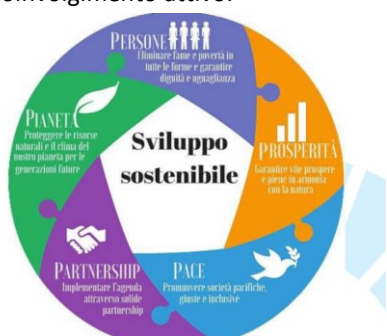 coinvolgimento attivo.
PERSONE
Eliminare fame e povertà in
tutte le forme e garantire
dignità e uguaglianza
PROSPERITÀ
Garantire vite prospere
e piene in armonia
con la natura
PACE
Promuovere società pacifiche,
giuste e inclusive
PARTNERSHIP
Implementare l'agenda
attraverso solide
partnership
PIANETA
Proteggere le risorse
naturali e il clima del
nostro pianeta per le
generazioni future
Sviluppo
sostenibile